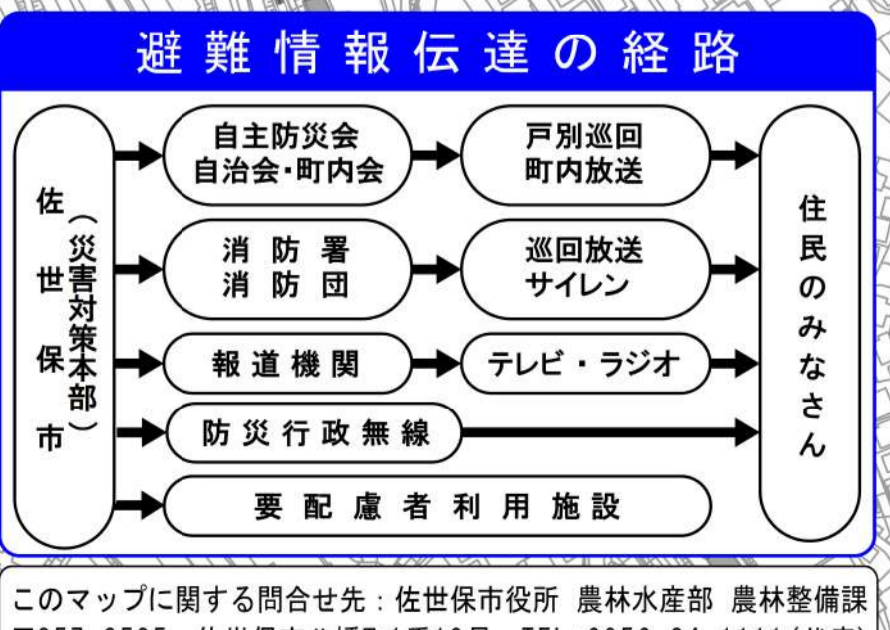 避難情報伝達の経路
佐世保市
（災害対策本部）
自主防災会
自治会・町内会
戸別巡回
町内放送
消防署
消防団
巡回放送
サイレン
報道機関
テレビ・ラジオ
防災行政無線
要配慮者利用施設
住民のみなさん
このマップに関する問合せ先：佐世保市役所 農林水産部 農林整備課